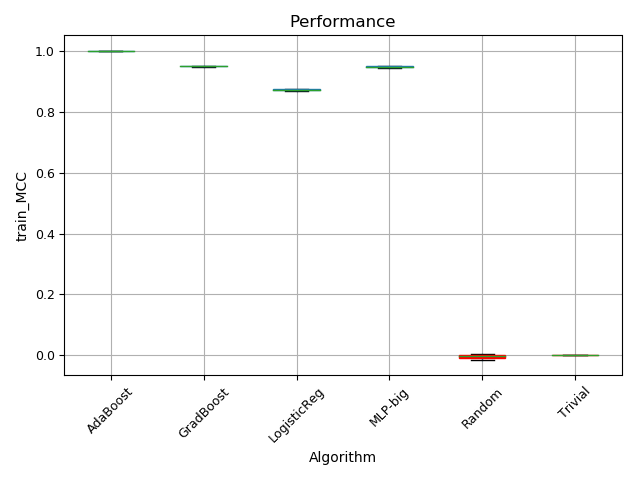 Performance
train_MCC
1.0
0.8
0.6
0.4
0.2
0.0
AdaBoost
GradBoost
LogisticReg
MLP-big
Random
Trivial
Algorithm